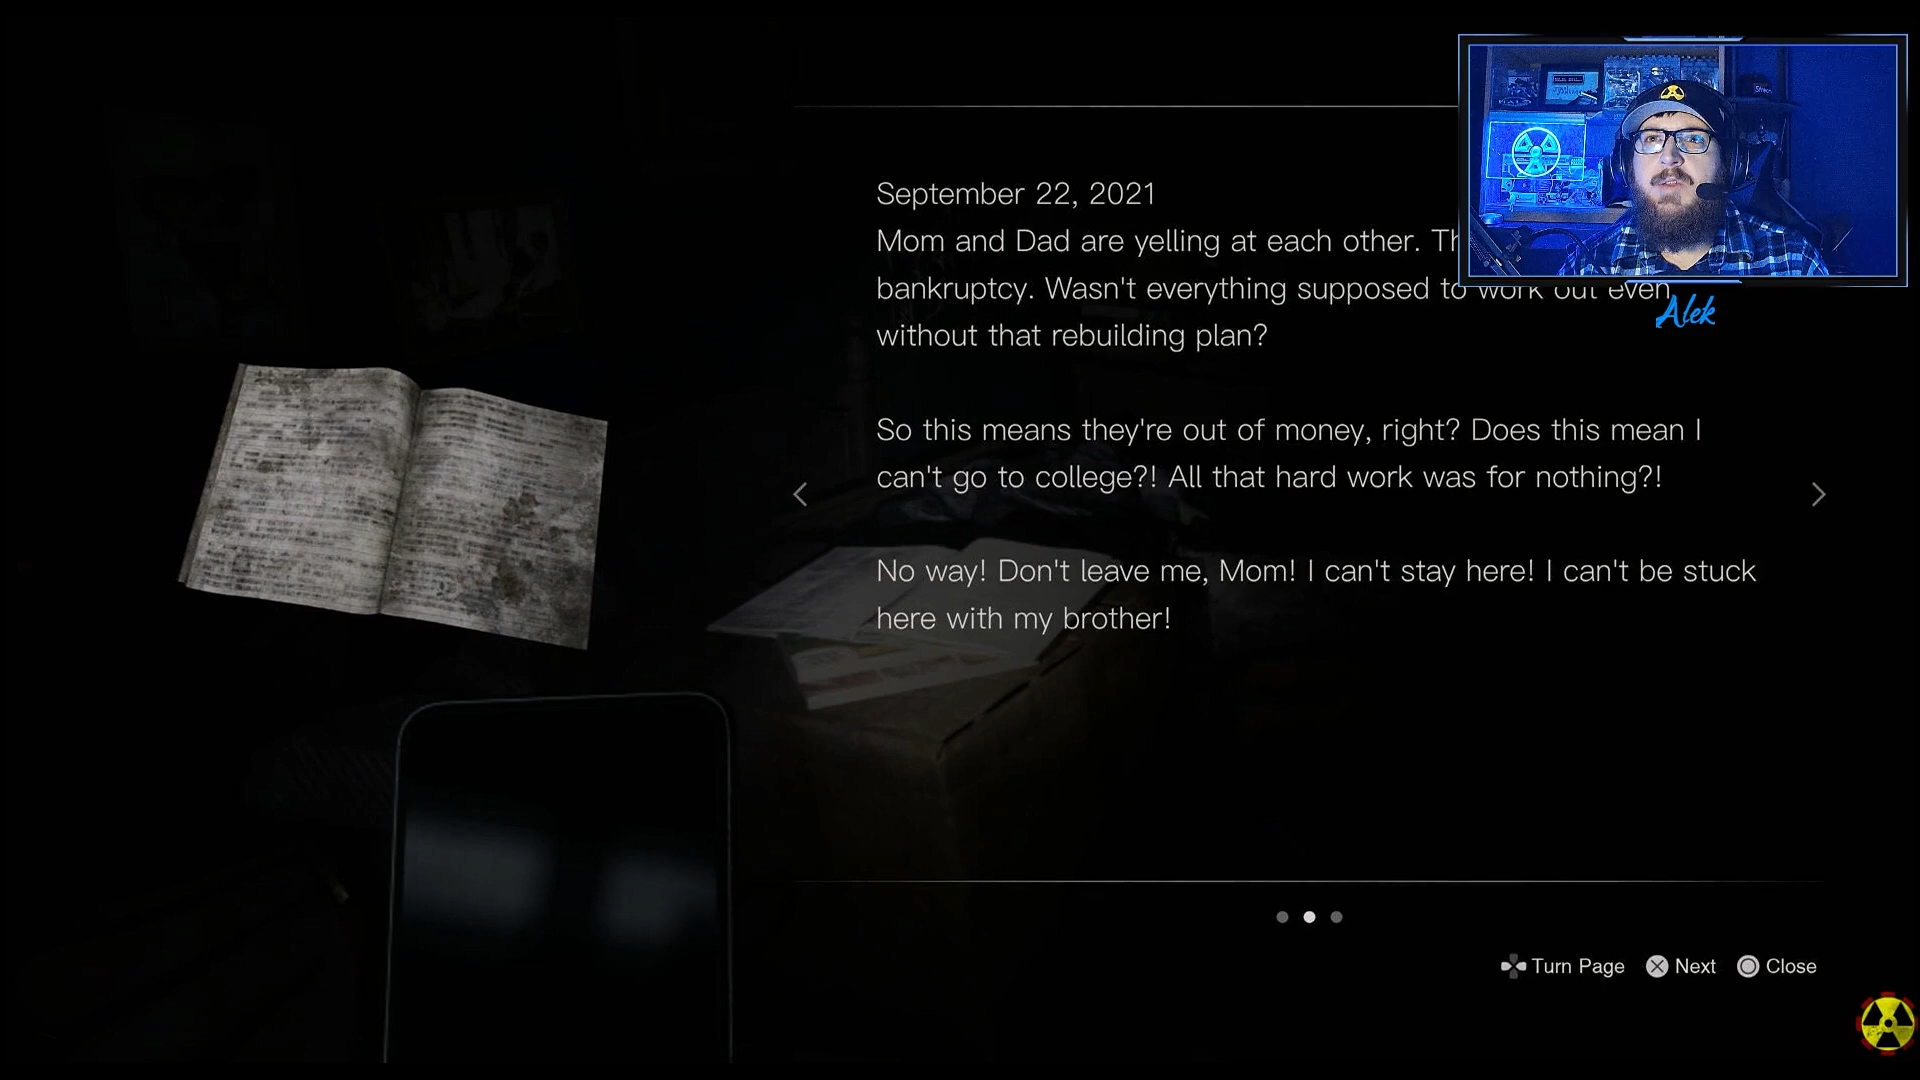 September 22, 2021
Mom and Dad are yelling at each other.
bankruptcy. Wasn't everything supposed to work out even
without that rebuilding plan?
Alek
So this means they're out of money, right? Does this mean I
can't go to college?! All that hard work was for nothing?!
No way! Don't leave me, Mom! I can't stay here! I can't be stuck
here with my brother!
Turn Page Next Close